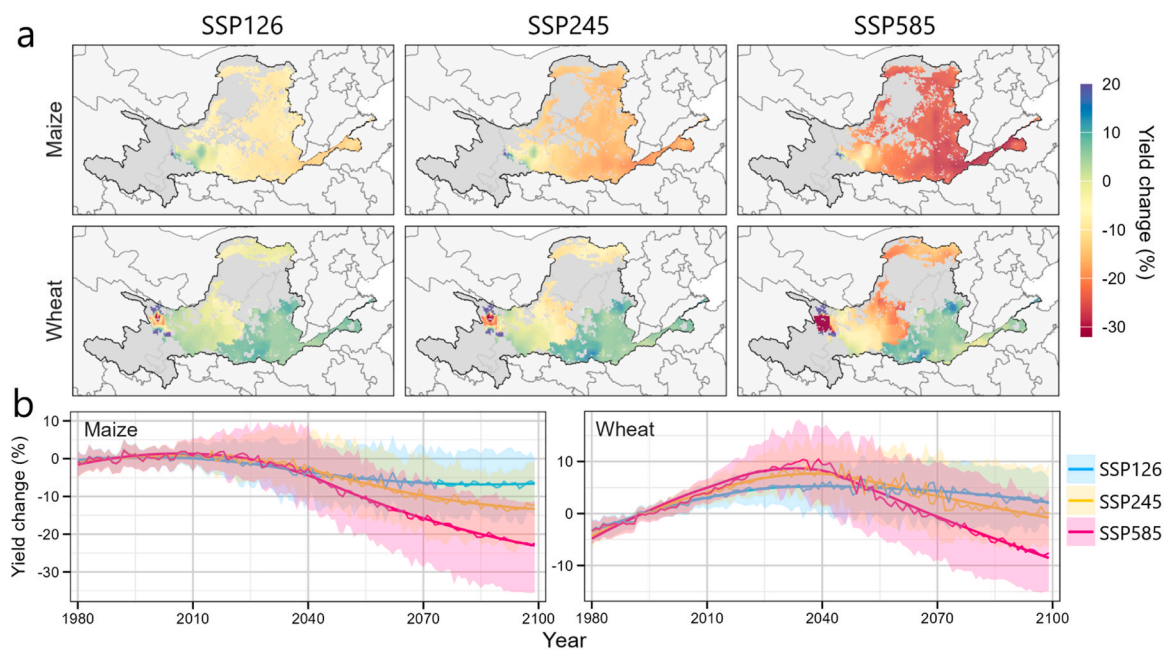 SSP126 SSP245 SSP585
a
Maize
Wheat
20
10
0
-10
-20
-30
Yield change (%)
b
Maize
10
0
-10
-20
-30
Yield change (%)
1980 2010 2040 2070 2100
Wheat
10
0
-10
1980 2010 2040 2070 2100
Year
SSP126
SSP245
SSP585